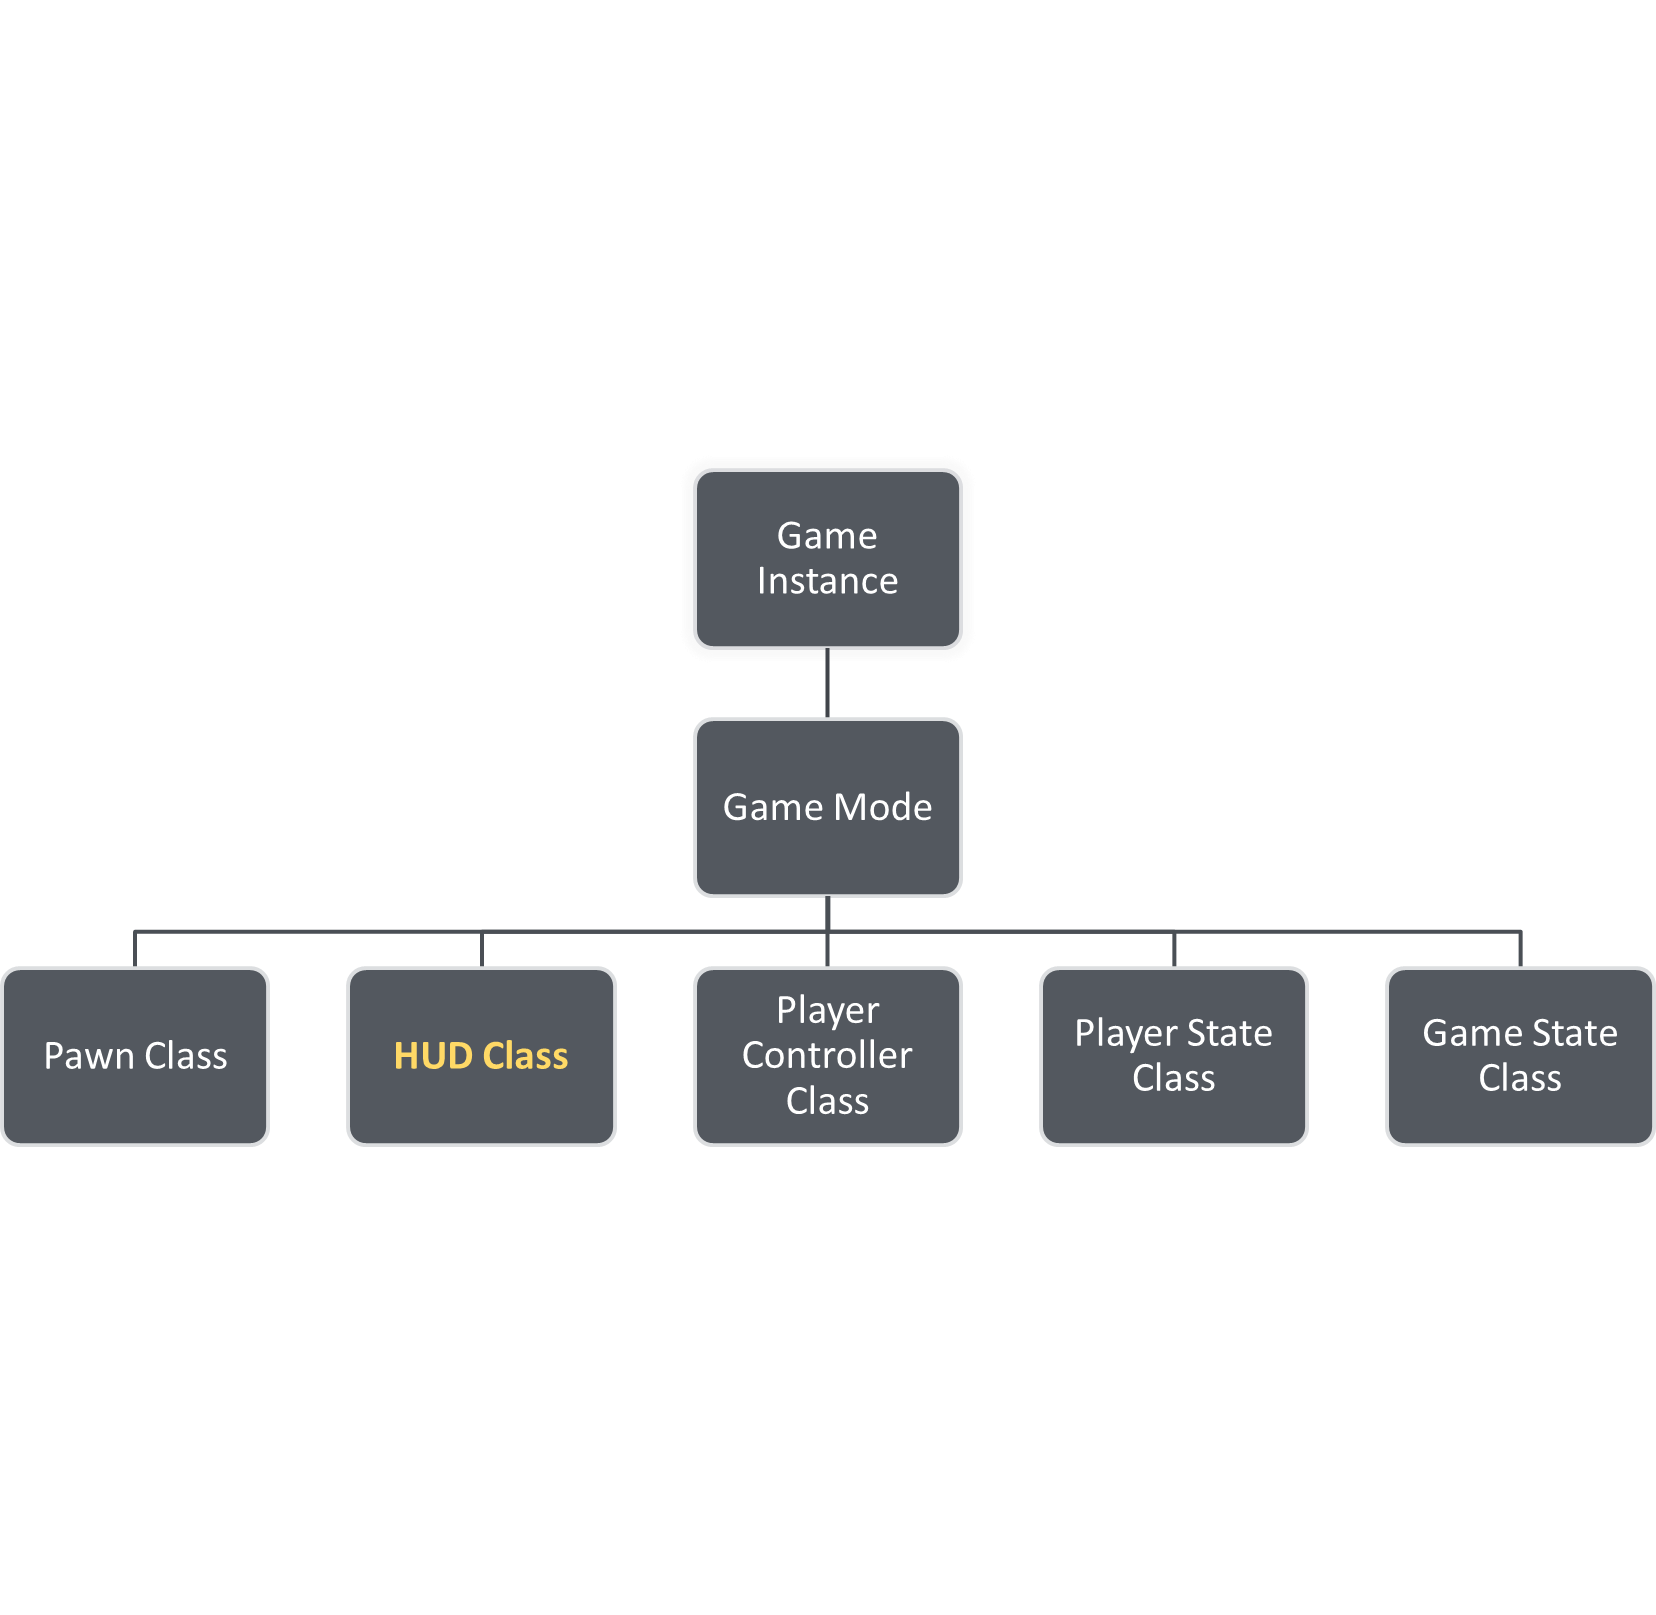 Game
Instance
Game Mode
Pawn Class
HUD Class
Player
Controller
Class
Player State
Class
Game State
Class